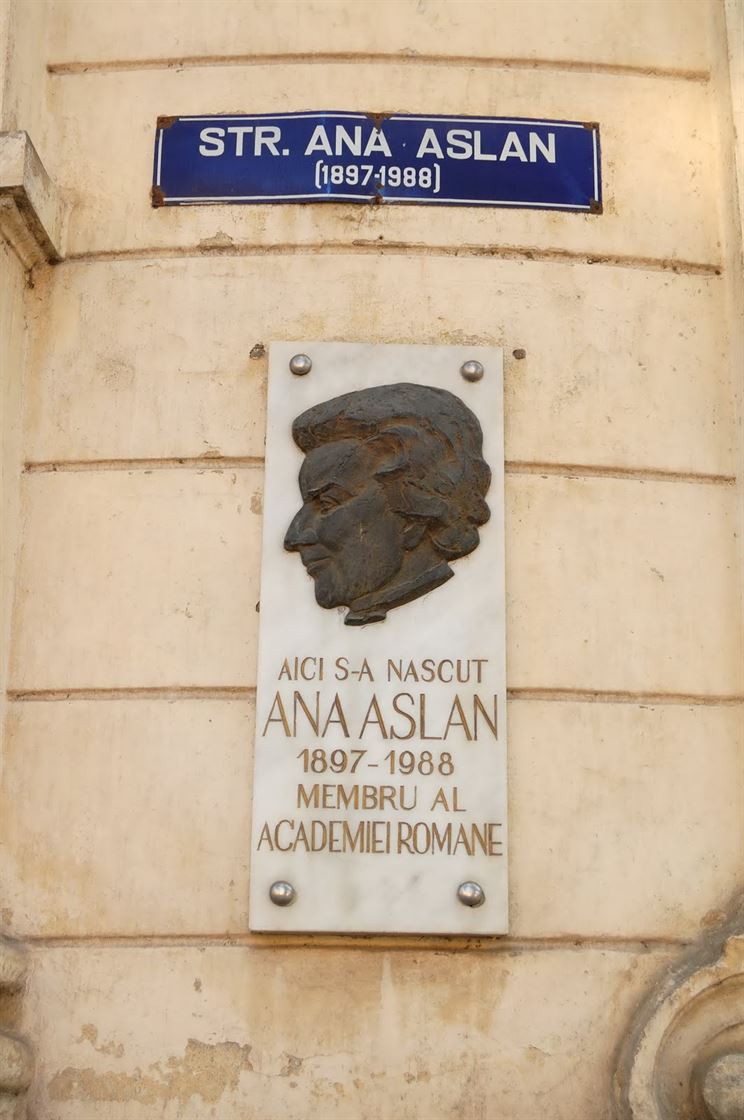 STR. ANA ASLAN
(1897-1988)
AICI S-A NASCUT
ANA ASLAN
1897-1988
MEMBRU AL
ACADEMIEI ROMANE